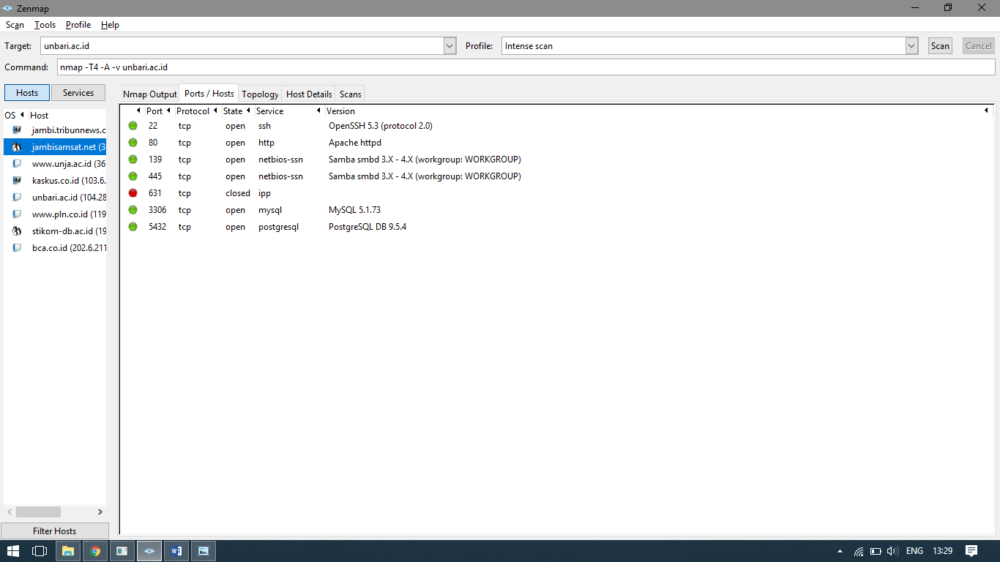 Zenmap
Scan Tools Profile Help
Target: unbari.ac.id Profile: Intense scan Scan Cancel
Command: nmap -T4 -A -v unbari.ac.id
Hosts Services
Nmap Output Ports / Hosts Topology Host Details Scans
OS Host
jambi.tribunnews.c
jambisamsat.net (3
www.unja.ac.id (36
kaskus.co.id (103.6.
unbari.ac.id (104.28
www.pln.co.id (119
stikom-db.ac.id (19
bca.co.id (202.6.211
Filter Hosts
Port Protocol State Service Version
22 tcp open ssh OpenSSH 5.3 (protocol 2.0)
80 tcp open http Apache httpd
139 tcp open netbios-ssn Samba smbd 3.X - 4.X (workgroup: WORKGROUP)
445 tcp open netbios-ssn Samba smbd 3.X - 4.X (workgroup: WORKGROUP)
631 tcp closed ipp
3306 tcp open mysql MySQL 5.1.73
5432 tcp open postgresql PostgreSQL DB 9.5.4
ENG 13:29